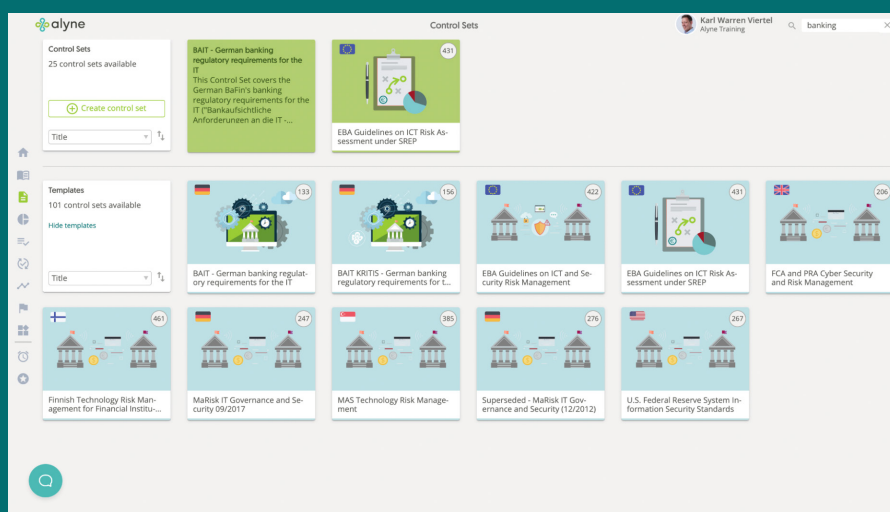 alyne
Control Sets
Karl Warren Viertel
Alyne Training
banking
Control Sets
25 control sets available
Create control set
Title
BAIT - German banking
regulatory requirements for the
IT
This Control Set covers the
German BaFin's banking
regulatory requirements for the
IT ("Bankaufsichtliche
Anforderungen an die IT -...
431
EBA Guidelines on ICT Risk As-
sessment under SREP
Templates
101 control sets available
Hide templates
Title
133
BAIT - German banking regulat-
ory requirements for the IT
156
BAIT KRITIS - German banking
regulatory requirements for t...
422
EBA Guidelines on ICT and Se-
curity Risk Management
431
EBA Guidelines on ICT Risk As-
sessment under SREP
206
FCA and PRA Cyber Security
and Risk Management
461
Finnish Technology Risk Man-
agement for Financial Institu-...
247
MaRisk IT Governance and Se-
curity 09/2017
385
MAS Technology Risk Manage-
ment
276
Superseded - MaRisk IT Gov-
ernance and Security (12/2012)
267
U.S. Federal Reserve System In-
formation Security Standards